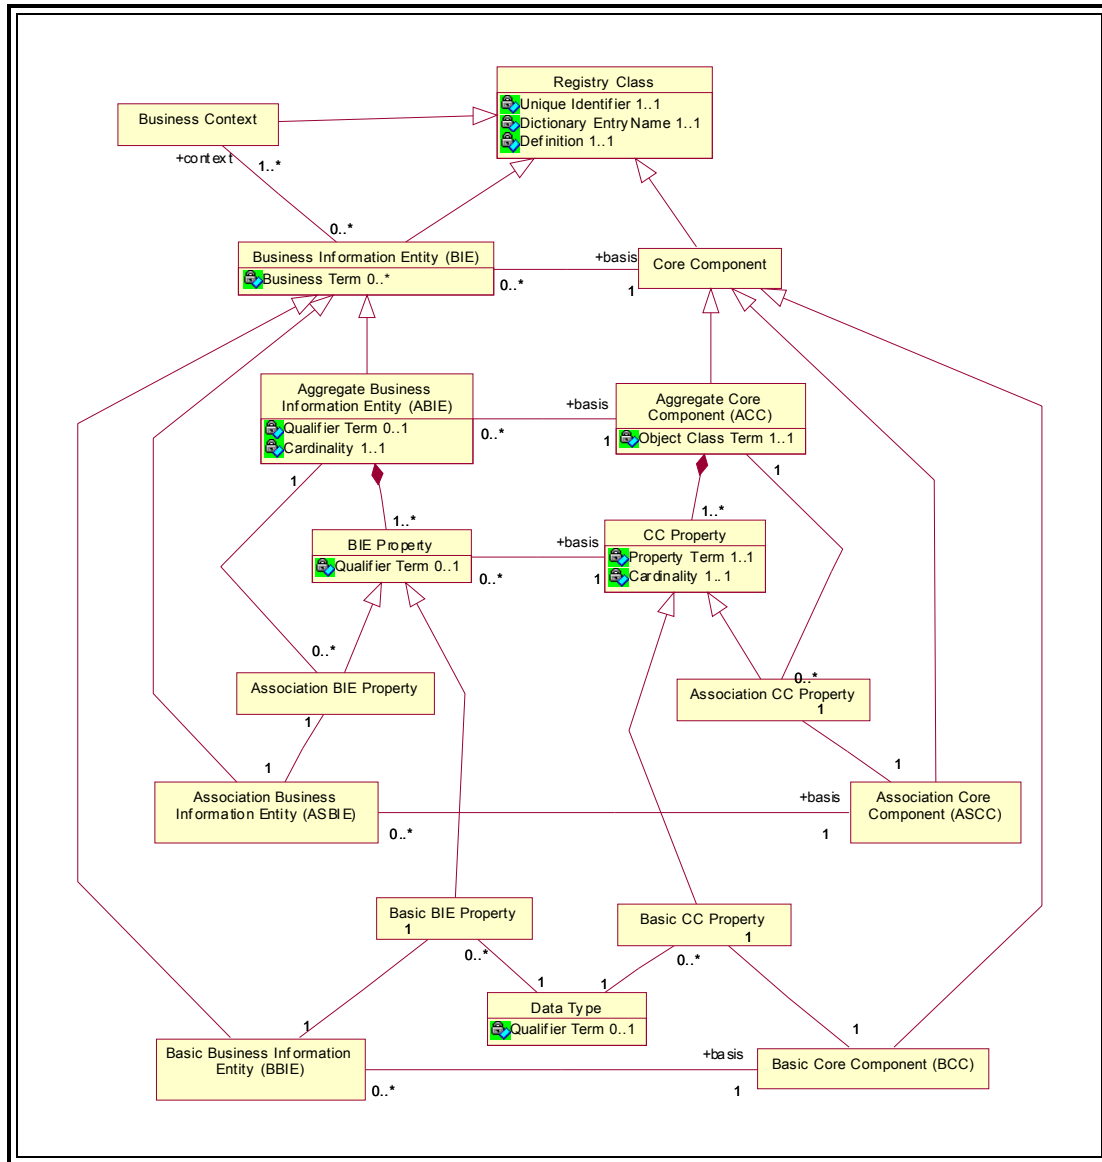 Registry Class
Unique Identifier 1..1
Dictionary EntryName 1..1
Definition 1..1
Business Context
+context
1..*
0..*
Business Information Entity (BIE)
Business Term 0..*
0..*
+basis
1
Core Component
Aggregate Business
Information Entity (ABIE)
Qualifier Term 0..1
Cardinality 1..1
0..*
+basis
1
Aggregate Core
Component (ACC)
Object Class Term 1..1
1
1
1..*
1..*
BIE Property
Qualifier Term 0..1
0..*
+basis
1
CC Property
Property Term 1..1
Cardinality 1..1
0..*
Association BIE Property
1
0..*
Association CC Property
1
1
Association Business
Information Entity (ASBIE)
0..*
+basis
1
1
Association Core
Component (ASCC)
Basic BIE Property
1
0..*
Basic CC Property
1
0..*
1
1
Data Type
Qualifier Term 0..1
1
Basic Business Information
Entity (BBIE)
0..*
+basis
1
1
Basic Core Component (BCC)